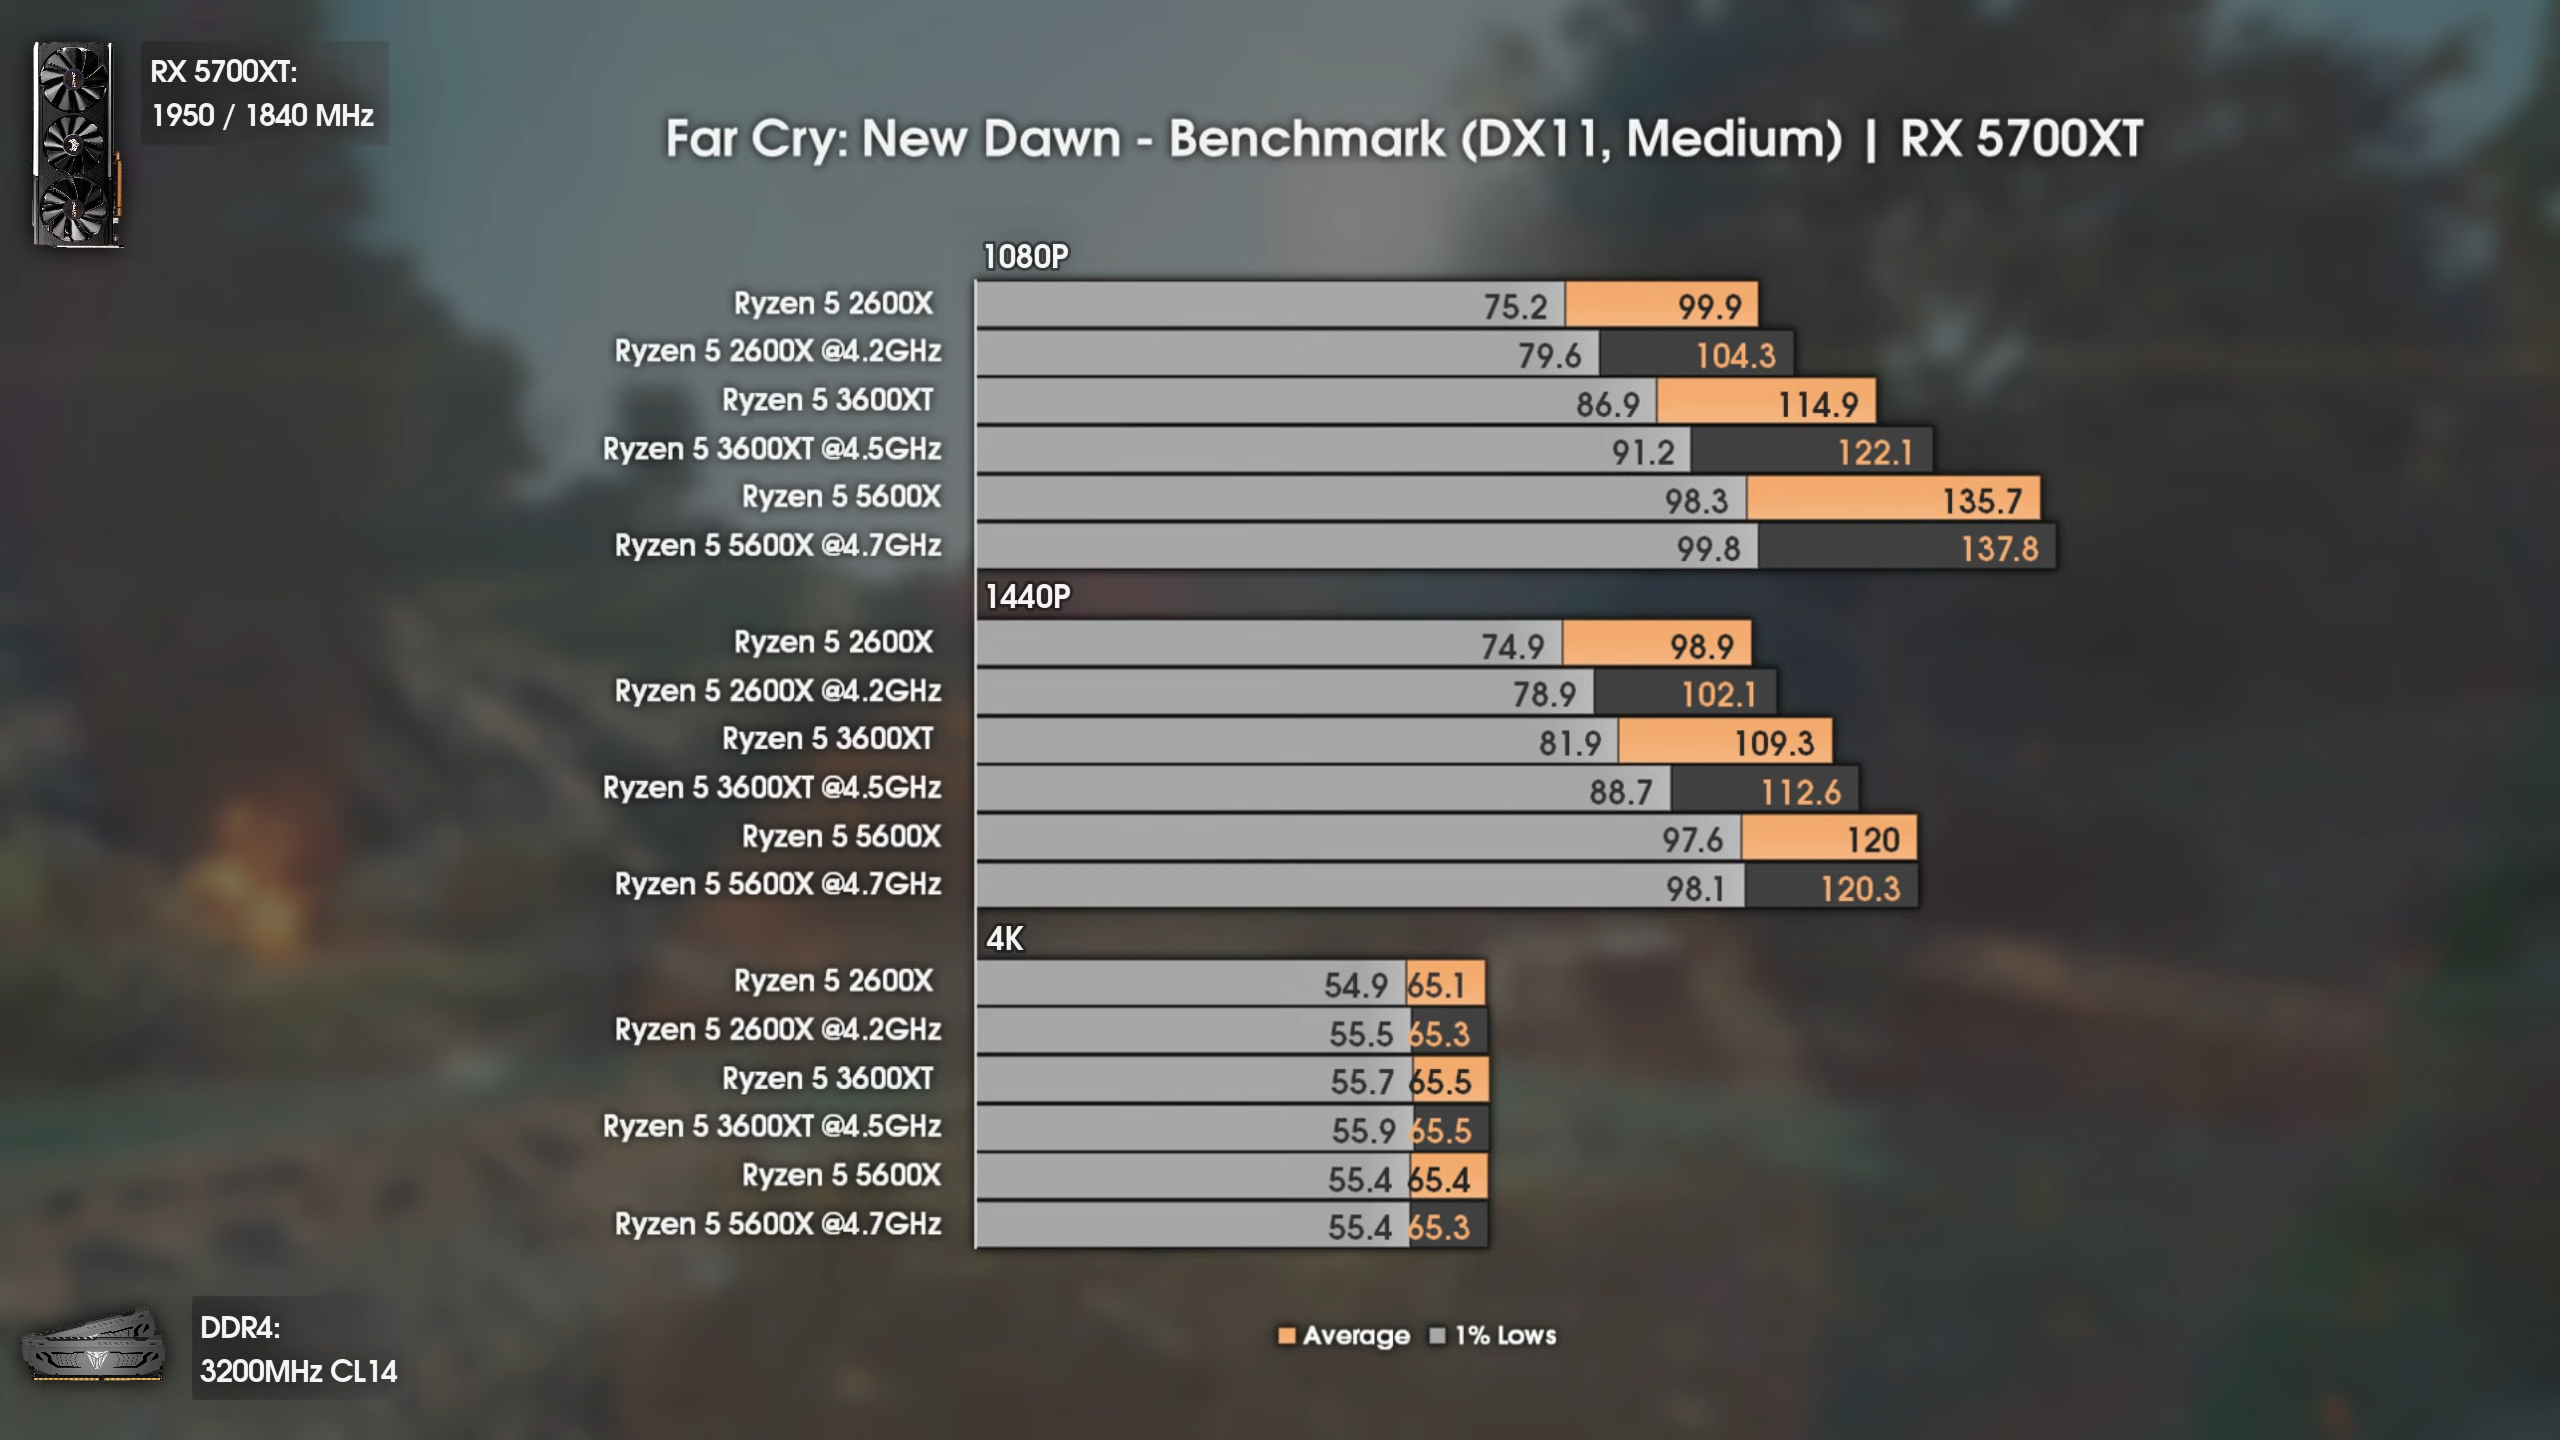 RX 5700XT:
1950 / 1840 MHz
Far Cry: New Dawn - Benchmark (DX11, Medium) | RX 5700XT
1080P
Ryzen 5 2600X 75.2 99.9
Ryzen 5 2600X @4.2GHz 79.6 104.3
Ryzen 5 3600XT 86.9 114.9
Ryzen 5 3600XT @4.5GHz 91.2 122.1
Ryzen 5 5600X 98.3 135.7
Ryzen 5 5600X @4.7GHz 99.8 137.8
1440P
Ryzen 5 2600X 74.9 98.9
Ryzen 5 2600X @4.2GHz 78.9 102.1
Ryzen 5 3600XT 81.9 109.3
Ryzen 5 3600XT @4.5GHz 88.7 112.6
Ryzen 5 5600X 97.6 120
Ryzen 5 5600X @4.7GHz 98.1 120.3
4K
Ryzen 5 2600X 54.9 65.1
Ryzen 5 2600X @4.2GHz 55.5 65.3
Ryzen 5 3600XT 55.7 65.5
Ryzen 5 3600XT @4.5GHz 55.9 65.5
Ryzen 5 5600X 55.4 65.4
Ryzen 5 5600X @4.7GHz 55.4 65.3
Average 1% Lows
DDR4:
3200MHz CL14